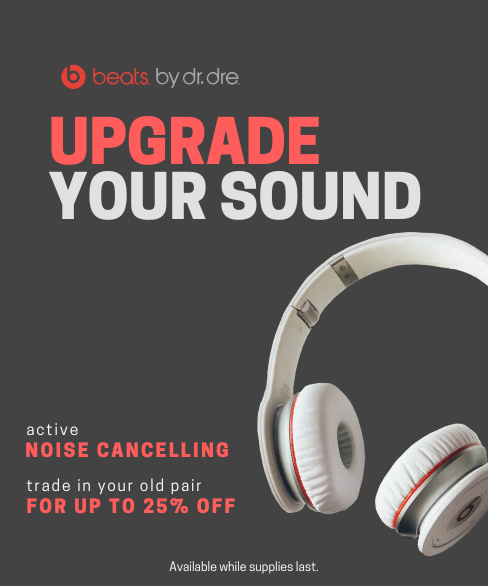 beats by dr. dre.
UPGRADE
YOUR SOUND
active
NOISE CANCELLING
trade in your old pair
FOR UP TO 25% OFF
Available while supplies last.